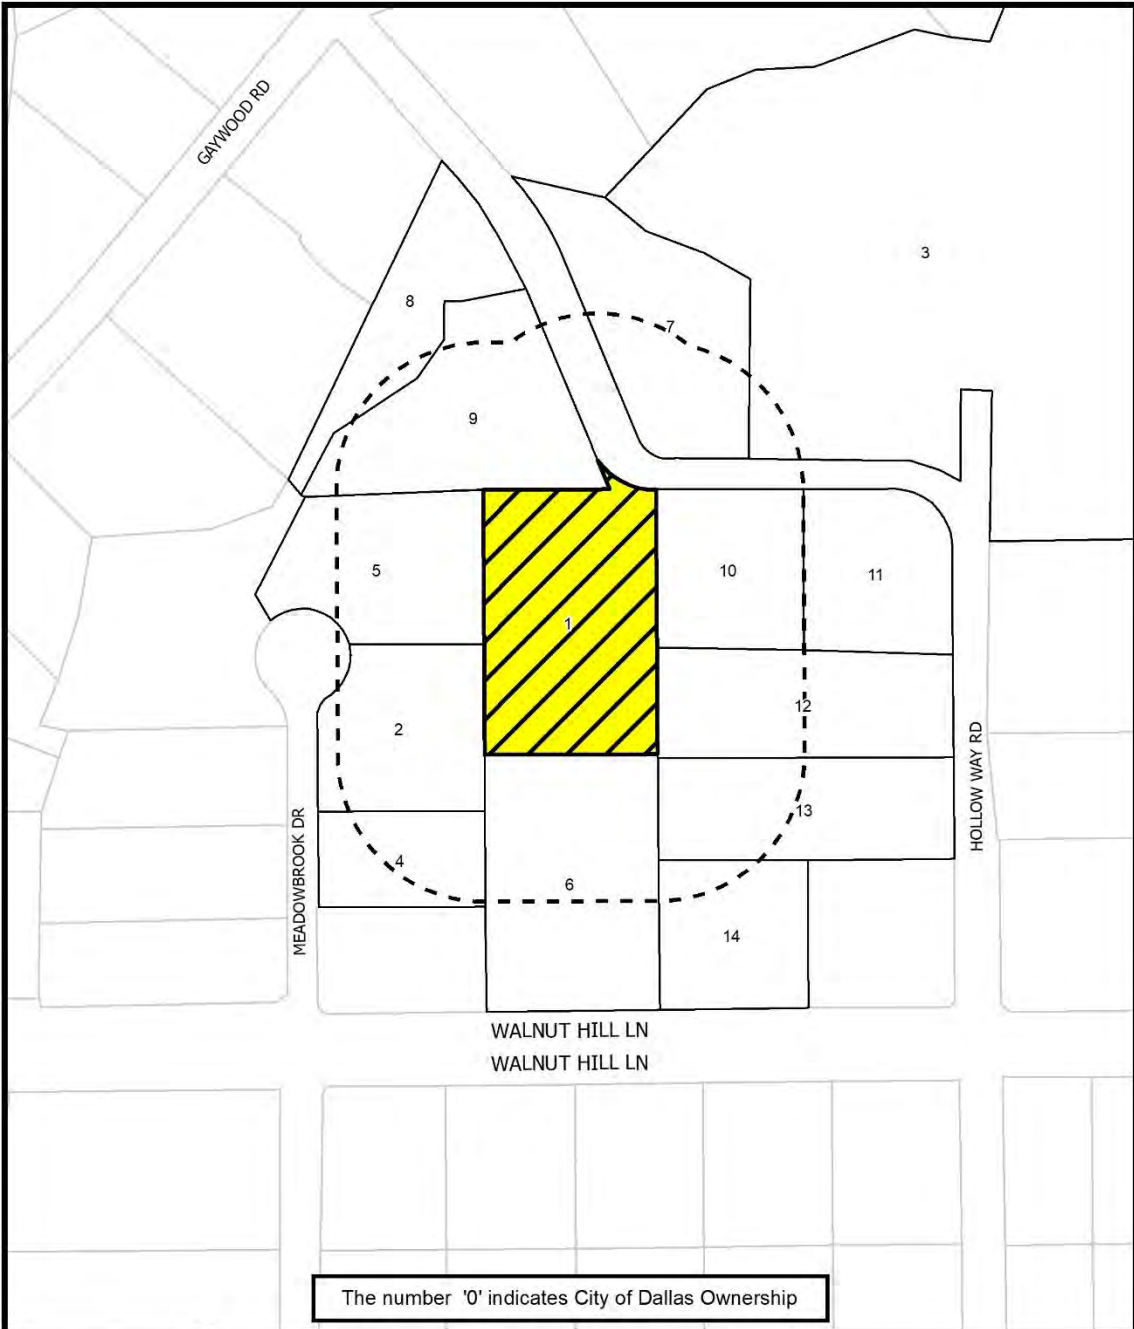 GAYWOOD RD
3
8
7
9
5
10
11
1
12
2
HOLLOW WAY RD
13
MEADOWBROOK DR
4
6
14
WALNUT HILL LN
WALNUT HILL LN
The number '0' indicates City of Dallas Ownership